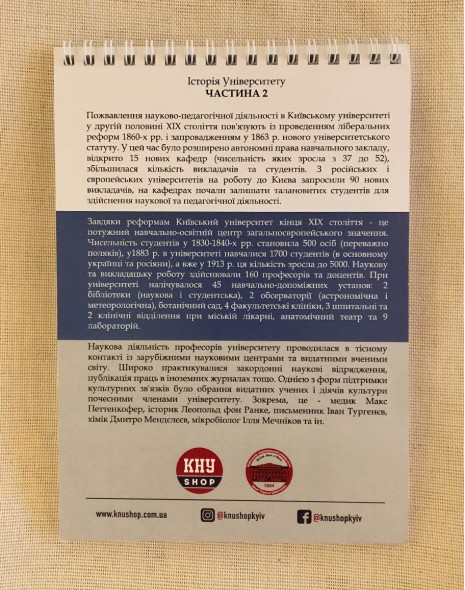 Історія Університету
ЧАСТИНА 2
Пожвавлення науково-педагогічної діяльності в Київському університеті
у другій половині XIX століття пов'язують із проведенням ліберальних
реформ 1860-х рр. і запровадженням у 1863 р. нового університетського
статуту. У цей час було розширено автономні права навчального закладу,
відкрито 15 нових кафедр (чисельність яких зросла з 37 до 52),
збільшилася кількість викладачів та студентів. З російських і
європейських університетів на роботу до Києва запросили 90 нових
викладачів, на кафедрах почали залишати талановитих студентів для
здійснення наукової та педагогічної діяльності.
Завдяки реформам Київський університет кінця XIX століття - це
потужний навчально-освітній центр загальноєвропейського значення.
Чисельність студентів у 1830-1840-х рр. становила 500 осіб (переважно
поляків), у1883 р. в університеті навчалися 1700 студентів (в основному
українці та росіяни), а вже у 1913 р. ця кількість зросла до 5000. Наукову
та викладацьку роботу здійснювали 160 професорів та доцентів. При
університеті налічувалося 45 навчально-допоміжних установ: 2
бібліотеки (наукова і студентська), 2 обсерваторії (астрономічна і
метеорологічна), ботанічний сад, 4 факультетські клініки, 3 шпитальні та
2 клінічні відділення при міській лікарні, анатомічний театр та 9
лабораторій.
Наукова діяльність професорів університету проводилася в тісному
контакті із зарубіжними науковими центрами та видатними вченими
світу. Широко практикувалися закордонні наукові відрядження,
публікація праць в іноземних журналах тощо. Однією з форм підтримки
культурних зв'язків було обрання видатних учених і діячів культури
почесними членами університету. Зокрема, це - медик Макс
Петтенкофер, історик Леопольд фон Ранке, письменник Іван Тургенєв,
хімік Дмитро Менделєєв, мікробіолог Ілля Мечніков та ін.
КНУ
SHOP
1834
www.knushop.com.ua
@knushopkyiv
@knushopkyiv